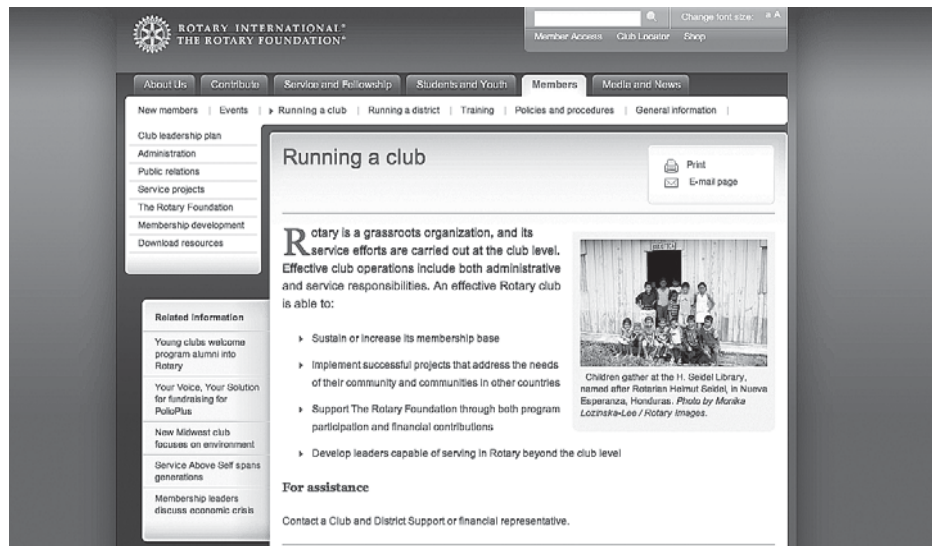 ROTARY INTERNATIONAL®
THE ROTARY FOUNDATION®
Change font size: a A
Member Access Club Locator Shop
About Us Contribute Service and Fellowship Students and Youth Members Media and News
New members | Events | Running a club | Running a district | Training | Policies and procedures | General information |
Club leadership plan
Administration
Public relations
Service projects
The Rotary Foundation
Membership development
Download resources
Related Information
Young clubs welcome
program alumni into
Rotary
Your Voice, Your Solution
for fundraising for
PolioPlus
New Midwest club
focuses on environment
Service Above Self spans
generations
Membership leaders
discuss economic crisis
Running a club
Print
E-mail page
Rotary is a grassroots organization, and its
service efforts are carried out at the club level.
Effective club operations include both administrative
and service responsibilities. An effective Rotary club
is able to:
Sustain or increase its membership base
Implement successful projects that address the needs
of their community and communities in other countries
Support The Rotary Foundation through both program
participation and financial contributions
Develop leaders capable of serving in Rotary beyond the club level
Children gather at the H. Seidel Library,
named after Rotarian Helmut Seidel, in Nueva
Esperanza, Honduras. Photo by Monika
Lozinska-Lee / Rotary Images.
For assistance
Contact a Club and District Support or financial representative.